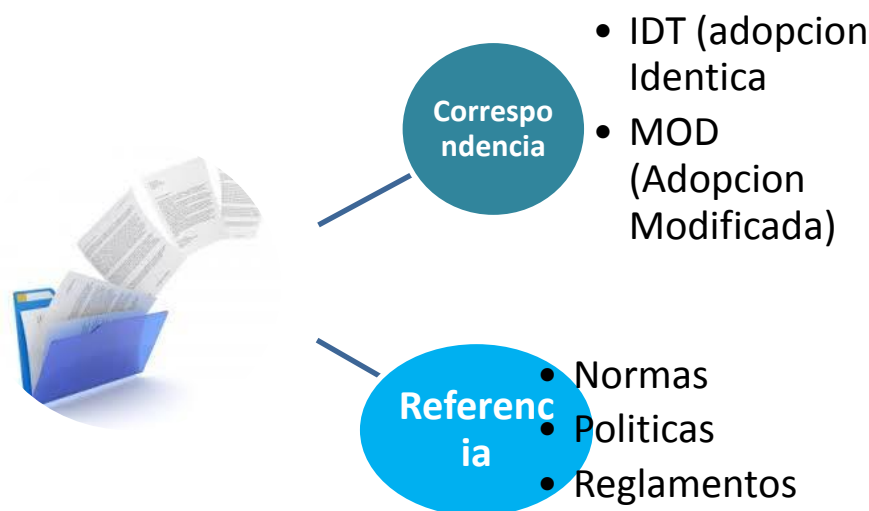 Correspo
ndencia
• IDT (adopcion
Identica
• MOD
(Adopcion
Modificada)
Referenc
ia
• Normas
• Politicas
• Reglamentos